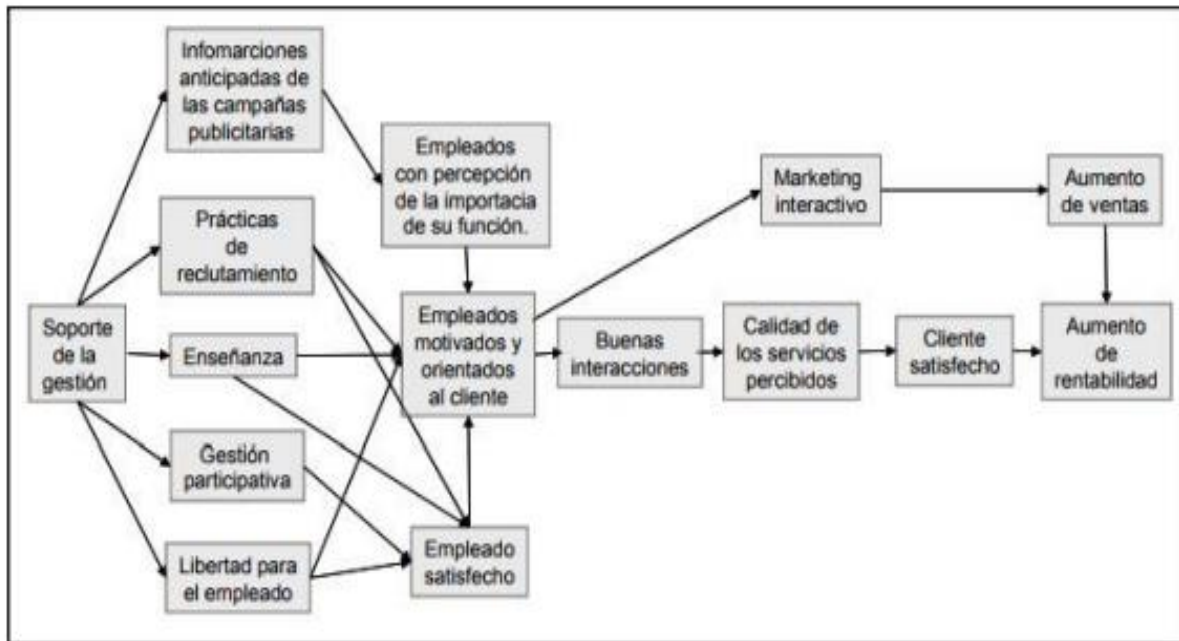 Infomarciones
anticipadas de
las campañas
publicitarias
Empleados
con percepción
de la importacia
de su función.
Marketing
interactivo
Aumento
de ventas
Prácticas
de
reclutamiento
Soporte
de la
gestión
Enseñanza
Empleados
motivados y
orientados
al cliente
Buenas
interacciones
Calidad de
los servicios
percibidos
Cliente
satisfecho
Aumento
de
rentabilidad
Gestión
participativa
Libertad para
el empleado
Empleado
satisfecho